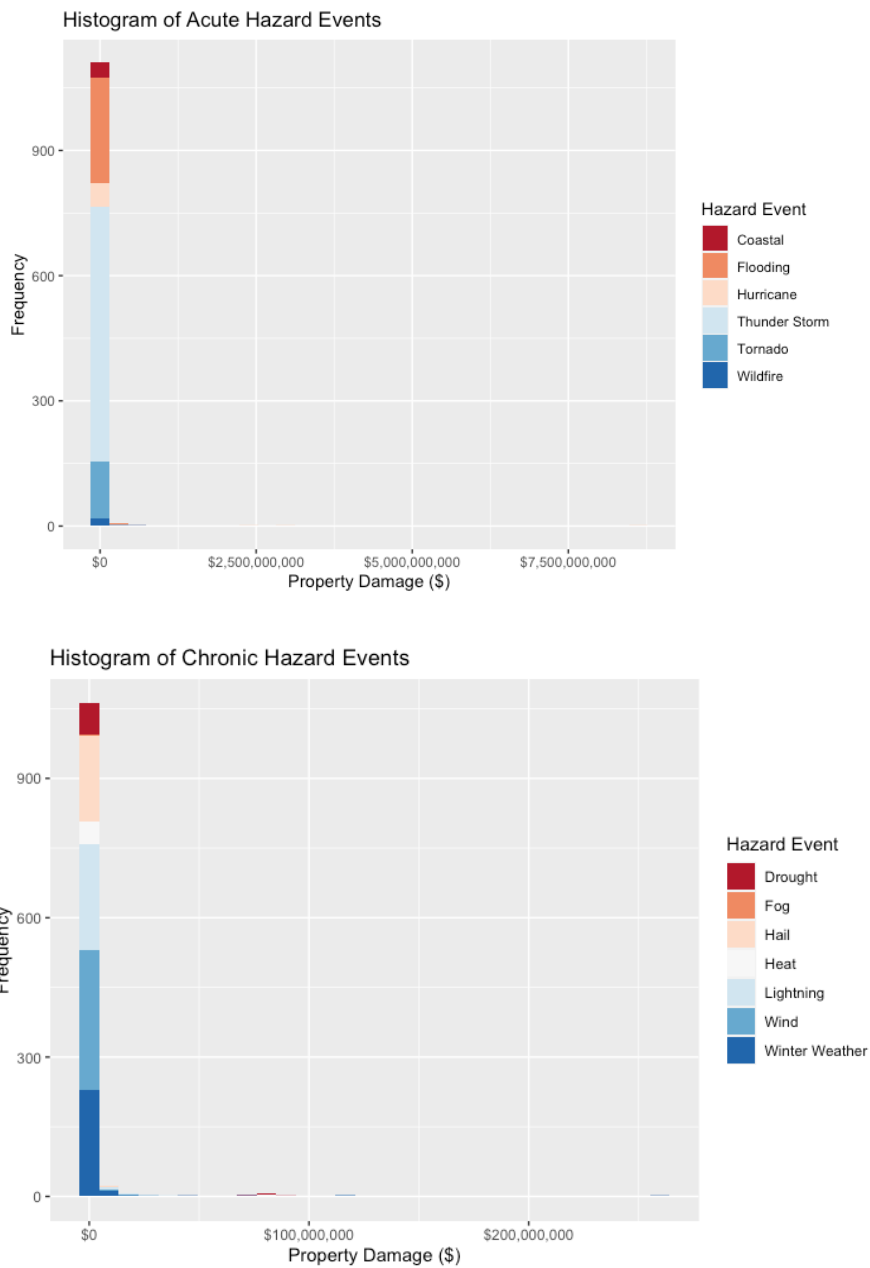 Histogram of Acute Hazard Events
900
600
300
0
Frequency
$0 $2,500,000,000 $5,000,000,000 $7,500,000,000
Property Damage ($)
Hazard Event
Coastal
Flooding
Hurricane
Thunder Storm
Tornado
Wildfire
Histogram of Chronic Hazard Events
900
600
300
0
Frequency
$0 $100,000,000 $200,000,000
Property Damage ($)
Hazard Event
Drought
Fog
Hail
Heat
Lightning
Wind
Winter Weather